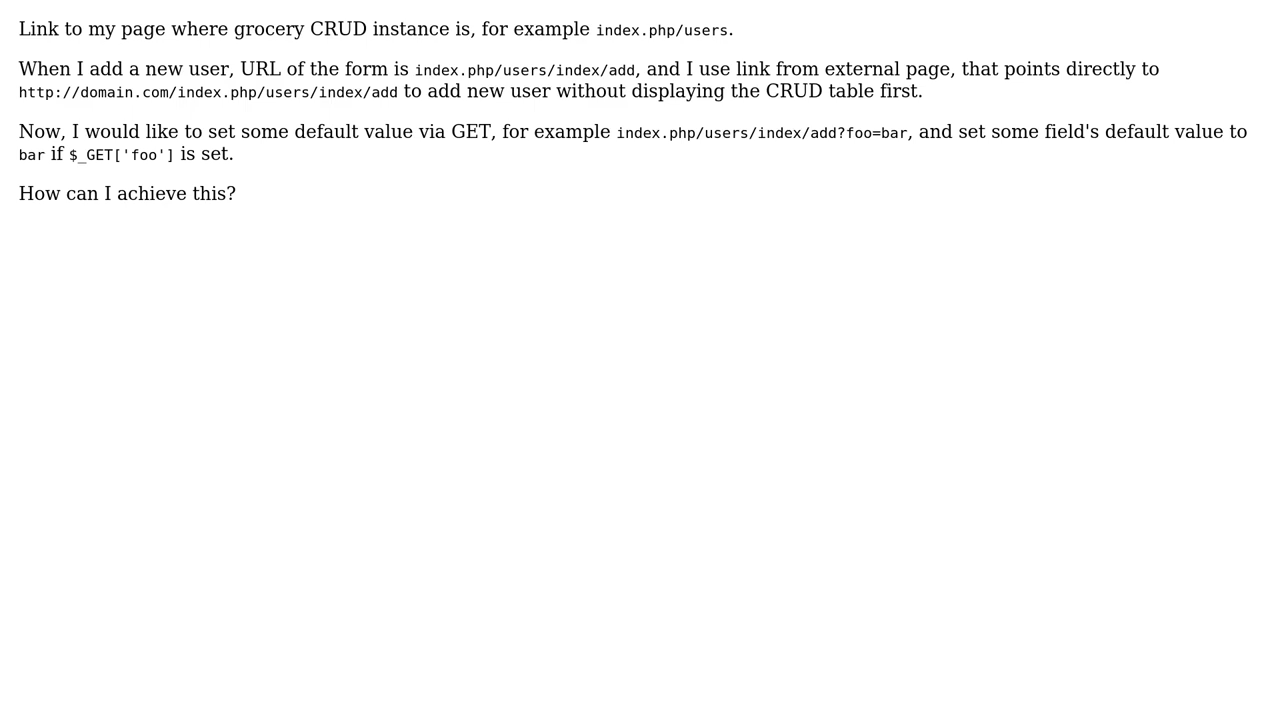 Link to my page where grocery CRUD instance is, for example index.php/users.
When I add a new user, URL of the form is index.php/users/index/add, and I use link from external page, that points directly to
http://domain.com/index.php/users/index/add to add new user without displaying the CRUD table first.
Now, I would like to set some default value via GET, for example index.php/users/index/add?foo=bar, and set some field's default value to
bar if $_GET['foo'] is set.
How can I achieve this?